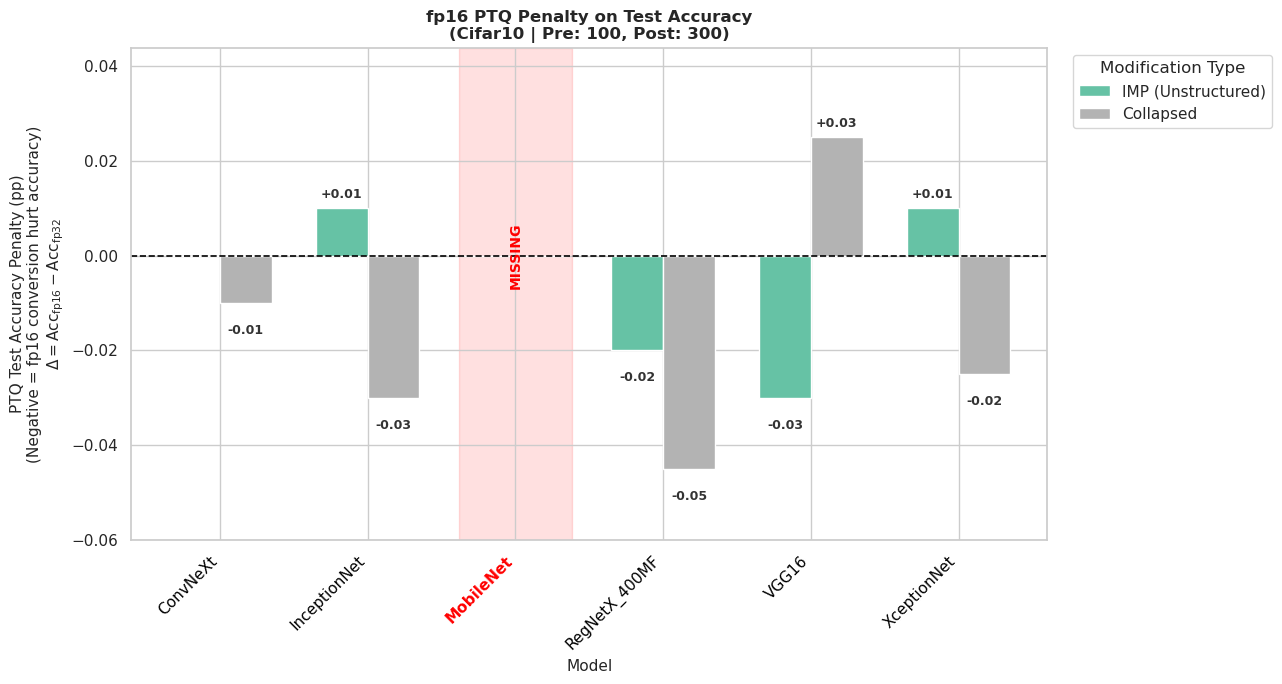 fp16 PTQ Penalty on Test Accuracy
(Cifar10 | Pre: 100, Post: 300)
PTQ Test Accuracy Penalty (pp)
(Negative = fp16 conversion hurt accuracy)
Δ = Acc_fp16 − Acc_fp32
0.04
0.02
0.00
−0.02
−0.04
−0.06
-0.01
+0.01
-0.03
MISSING
-0.02
-0.05
-0.03
+0.03
+0.01
-0.02
ConvNeXt
InceptionNet
MobileNet
RegNetX_400MF
VGG16
XceptionNet
Model
Modification Type
IMP (Unstructured)
Collapsed